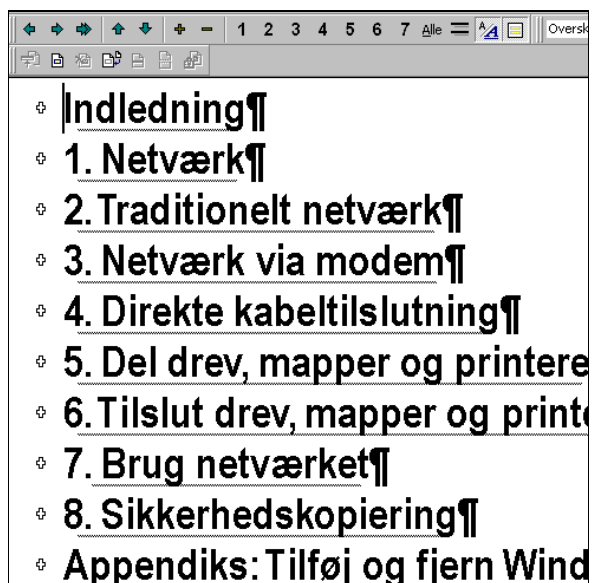 1 2 3 4 5 6 7 Alle Oversk
Indledning¶
1. Netværk¶
2. Traditionelt netværk¶
3. Netværk via modem¶
4. Direkte kabeltilslutning¶
5. Del drev, mapper og printere
6. Tilslut drev, mapper og printe
7. Brug netværket¶
8. Sikkerhedskopiering¶
Appendiks: Tilføj og fjern Wind